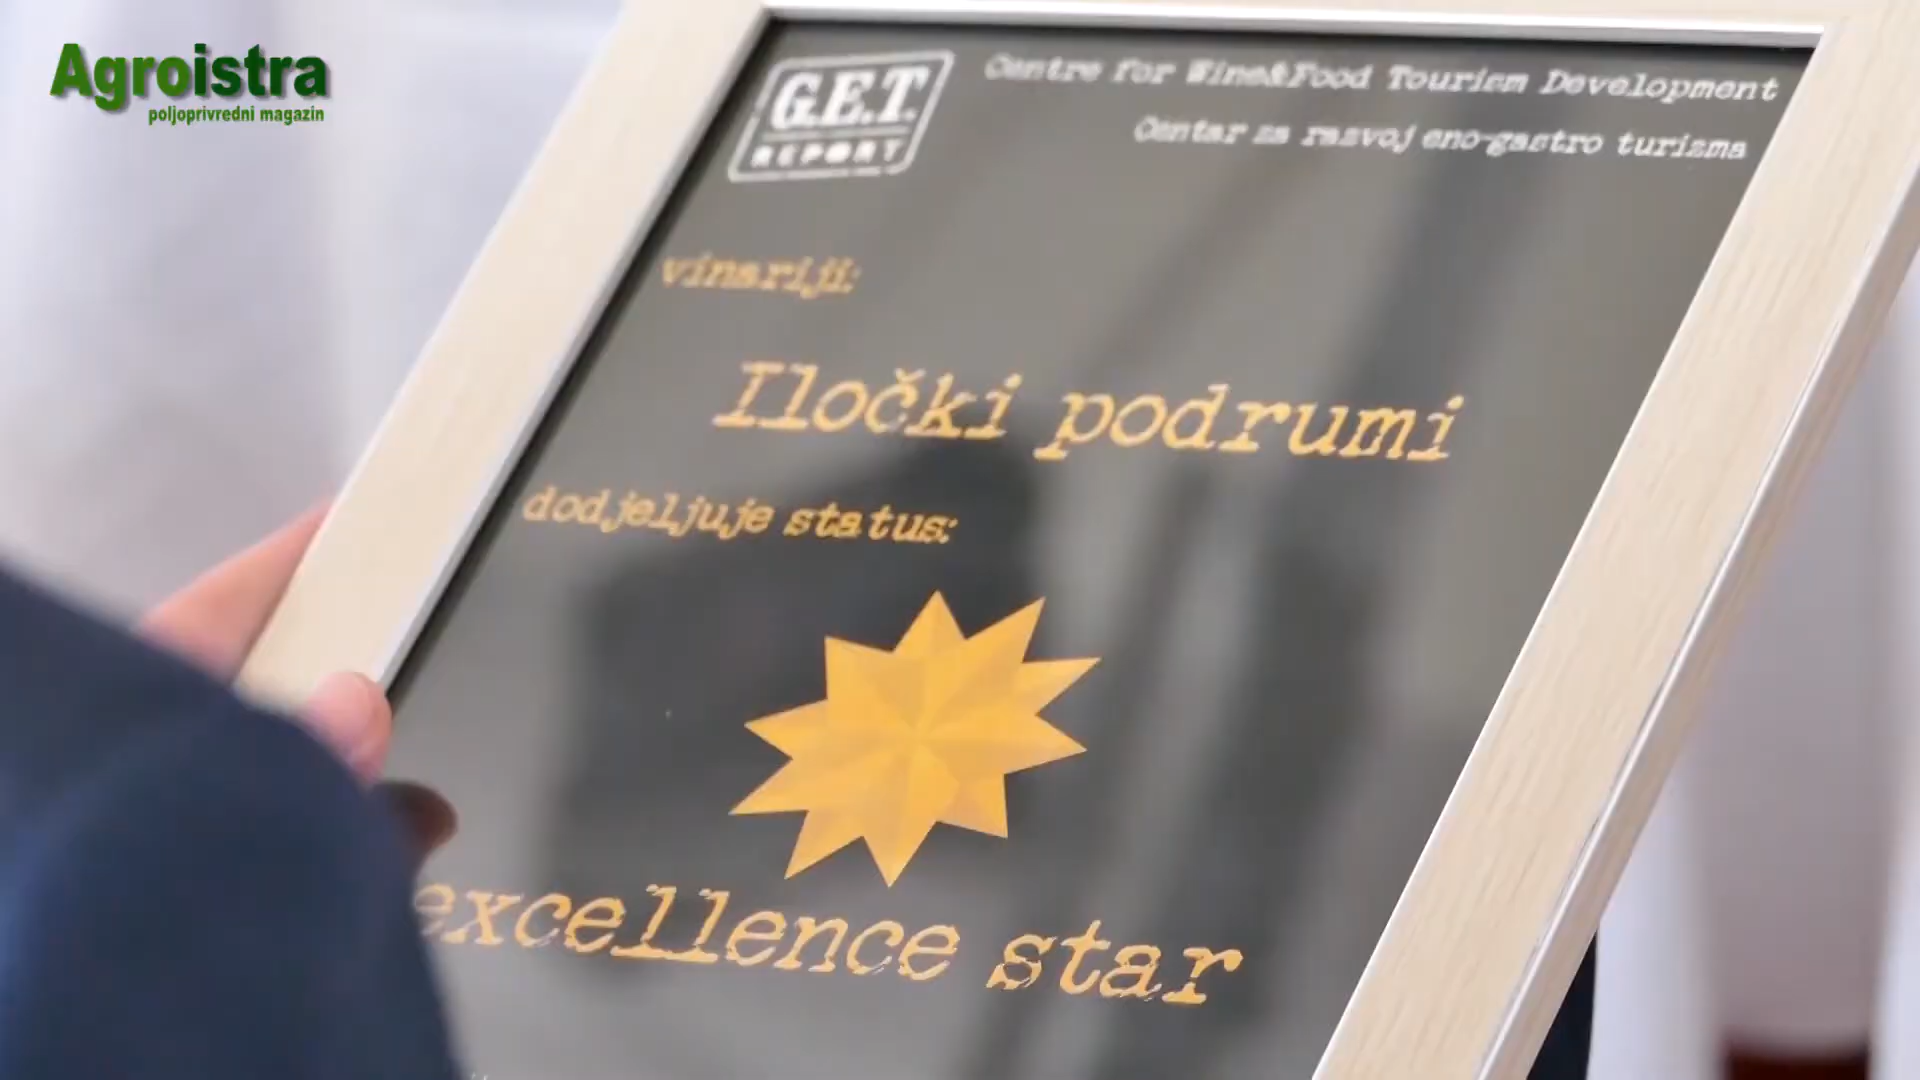 Agroistra
poljoprivredni magazin
G.E.T.
REPORT
Centre for Wine&Food Tourism Development
Centar za razvoj eno-gastro turizma
vinariji:
Iločki podrumi
dodjeljuje status:
excellence star